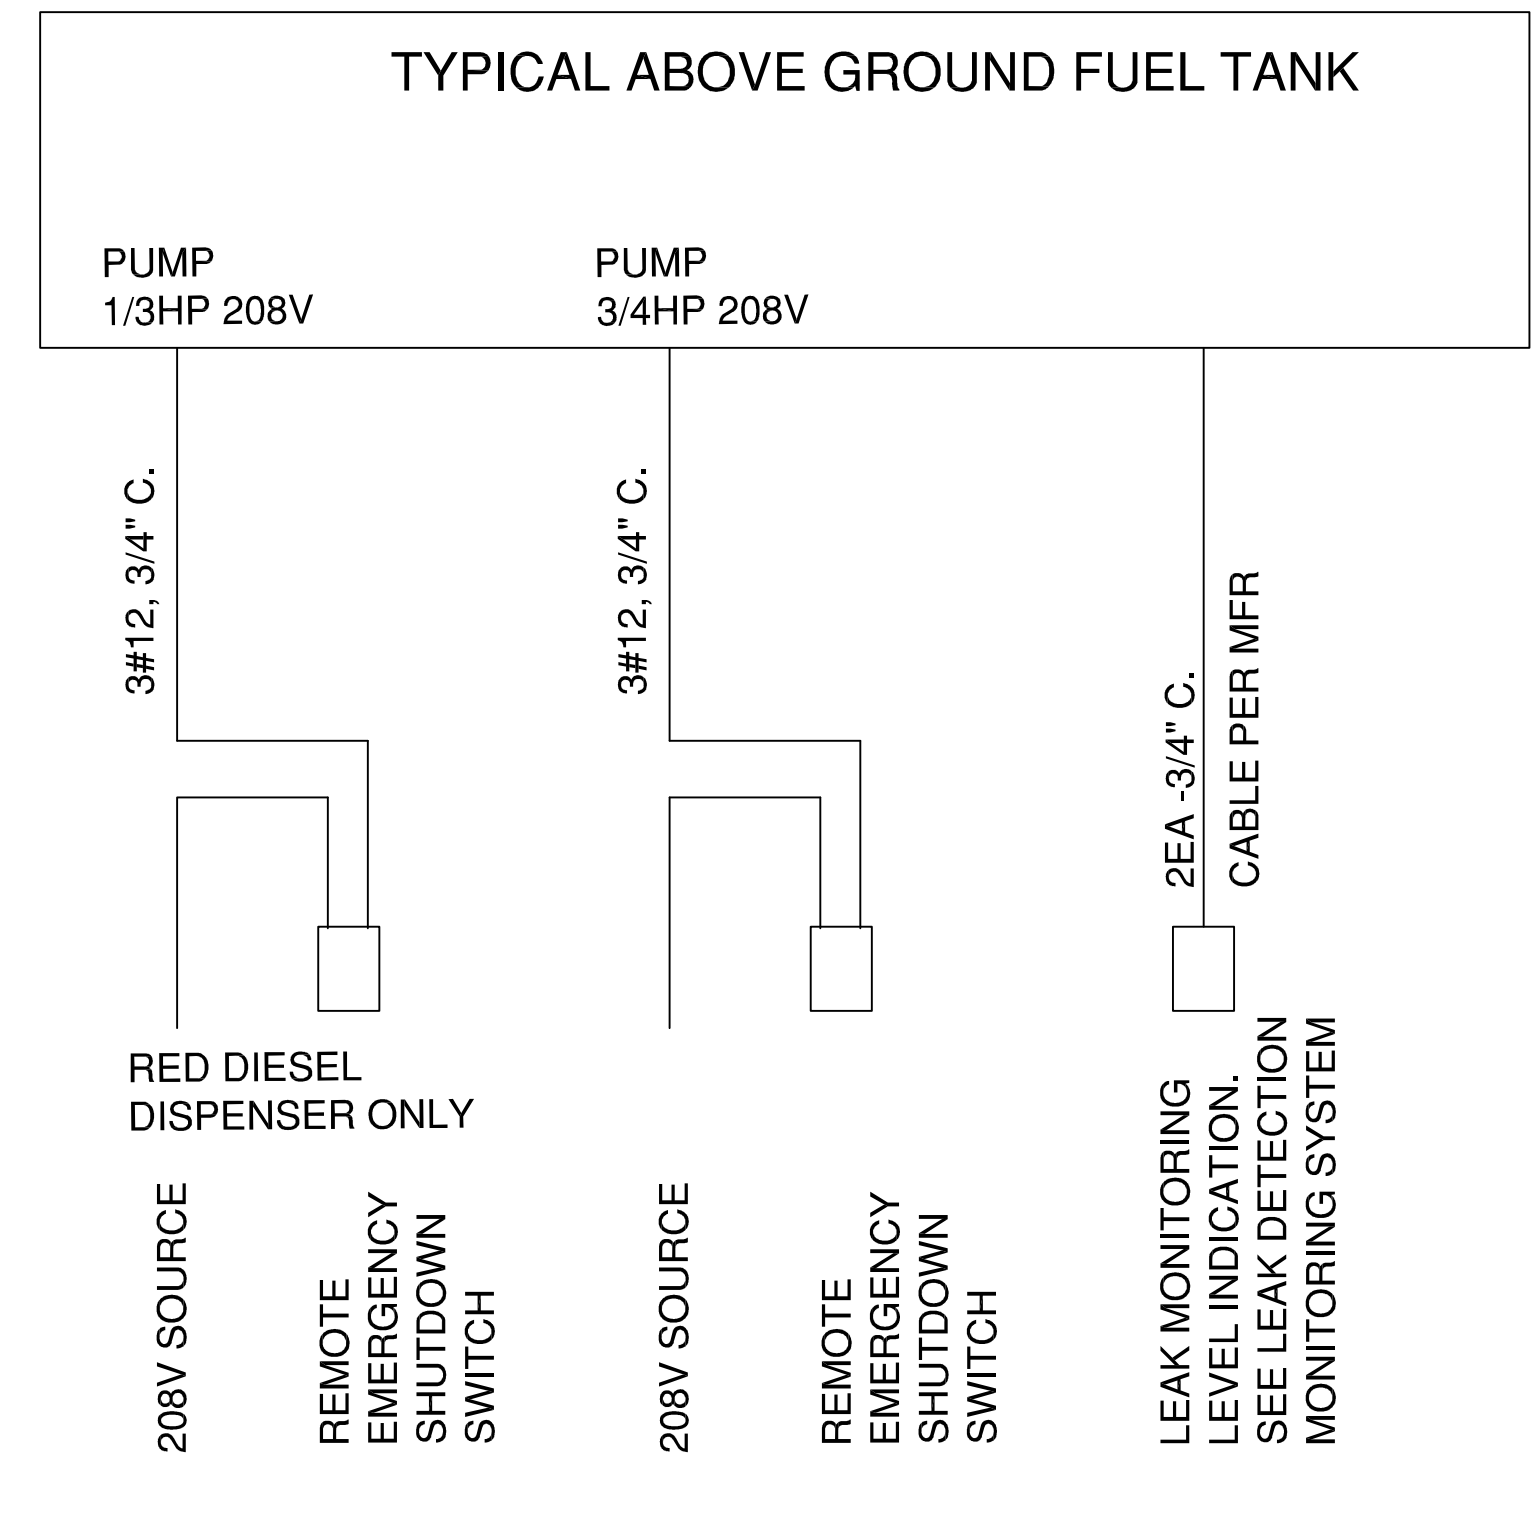 TYPICAL ABOVE GROUND FUEL TANK
PUMP
1/3HP 208V
PUMP
3/4HP 208V
3#12, 3/4" C.
3#12, 3/4" C.
2EA -3/4" C.
CABLE PER MFR
RED DIESEL
DISPENSER ONLY
208V SOURCE
REMOTE
EMERGENCY
SHUTDOWN
SWITCH
208V SOURCE
REMOTE
EMERGENCY
SHUTDOWN
SWITCH
LEAK MONITORING
LEVEL INDICATION.
SEE LEAK DETECTION
MONITORING SYSTEM